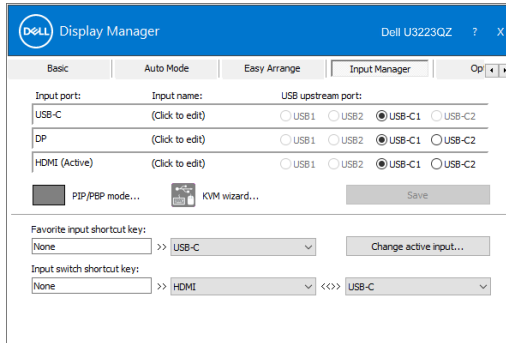 DELL Display Manager Dell U3223QZ ? X
Basic Auto Mode Easy Arrange Input Manager
Input port: Input name: USB upstream port:
USB-C (Click to edit) USB1 USB2 USB-C1 USB-C2
DP (Click to edit) USB1 USB2 USB-C1 USB-C2
HDMI (Active) (Click to edit) USB1 USB2 USB-C1 USB-C2
PIP/PBP mode... KVM wizard... Save
Favorite input shortcut key:
None >> USB-C Change active input...
Input switch shortcut key:
None >> HDMI <<>> USB-C